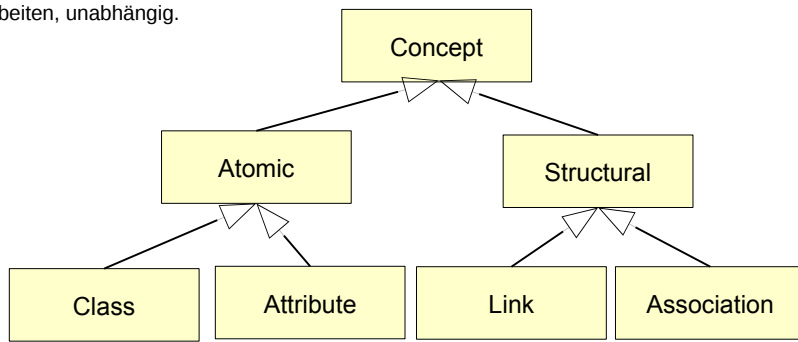 beiten, unabhängig.
Concept
Atomic
Structural
Class
Attribute
Link
Association